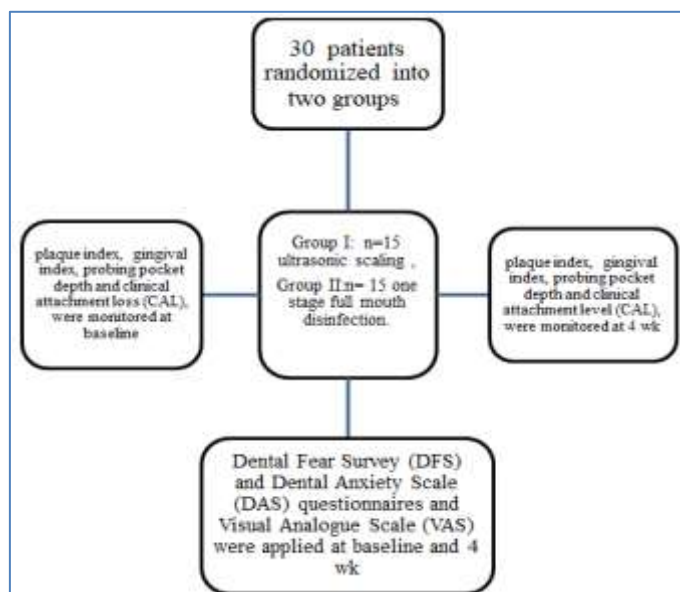 30 patients
randomized into
two groups
plaque index, gingival
index, probing pocket
depth and clinical
attachment loss (CAL),
were monitored at
baseline
Group I: n=15
ultrasonic scaling ,
Group II:n= 15 one
stage full mouth
disinfection.
plaque index, gingival
index, probing pocket
depth and clinical
attachment level (CAL),
were monitored at 4 wk
Dental Fear Survey (DFS)
and Dental Anxiety Scale
(DAS) questionnaires and
Visual Analogue Scale (VAS)
were applied at baseline and 4
wk